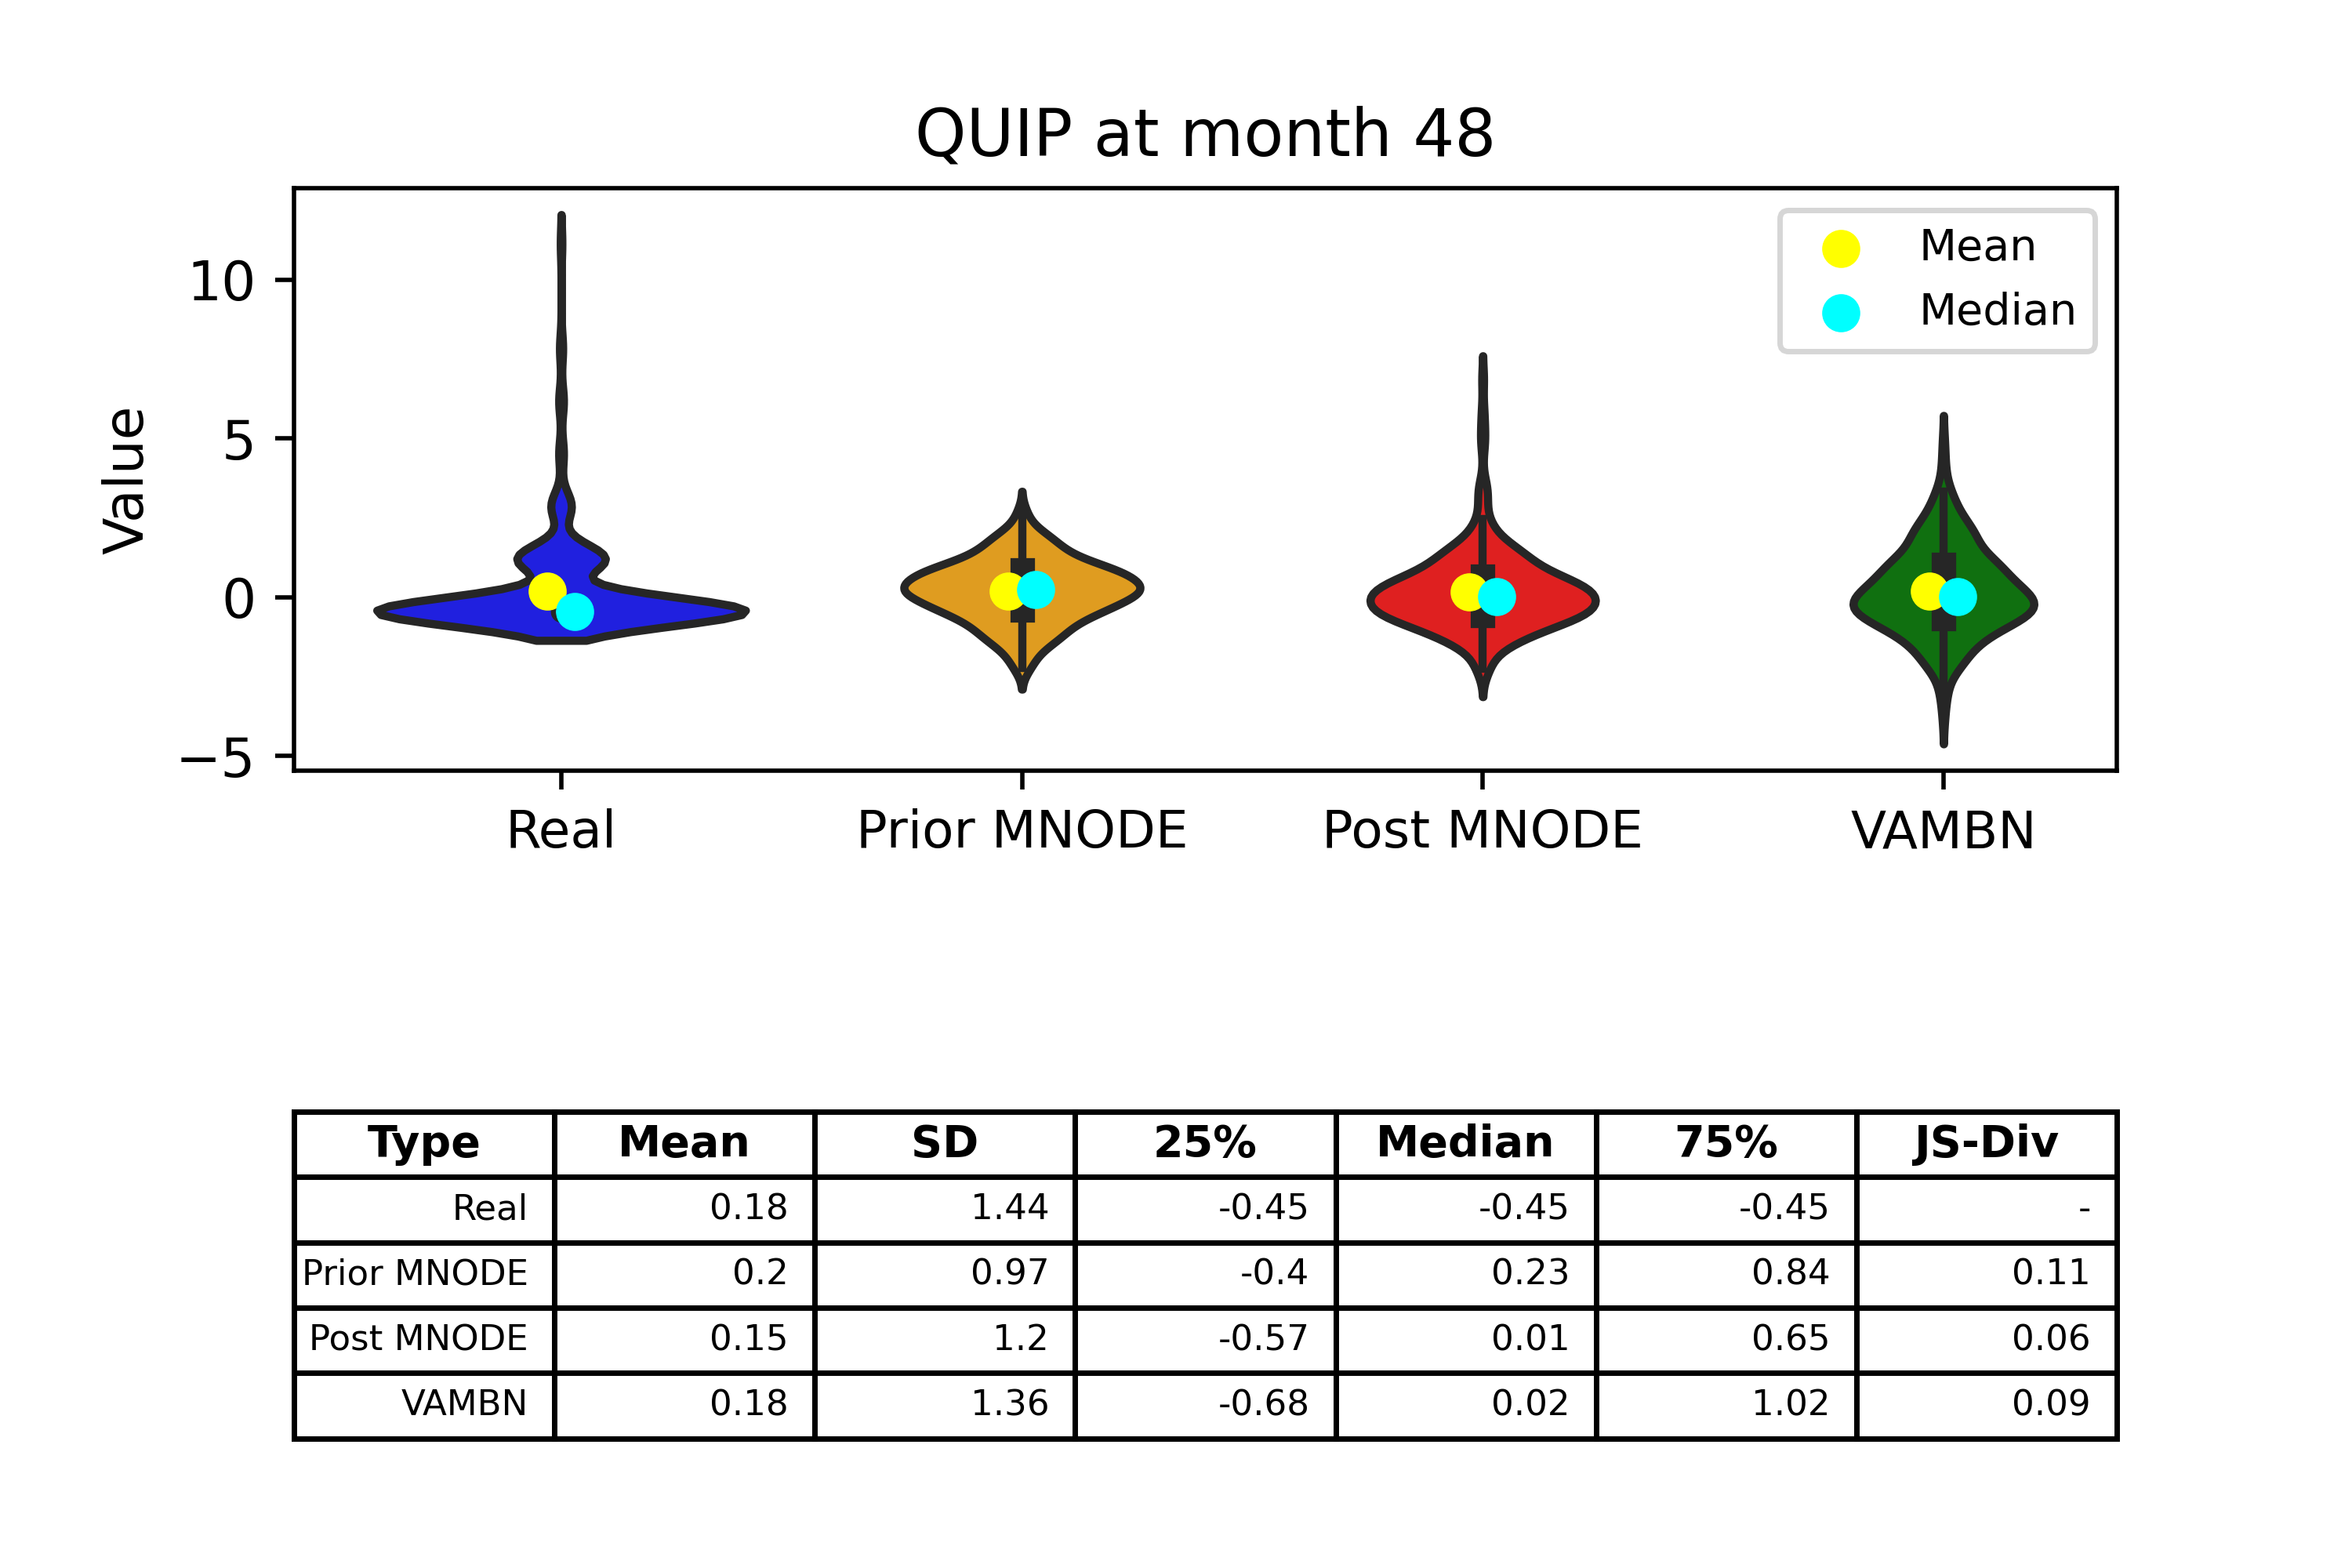 QUIP at month 48
Mean
Median
Value
10
5
0
−5
Real Prior MNODE Post MNODE VAMBN
Type Mean SD 25% Median 75% JS-Div
Real 0.18 1.44 -0.45 -0.45 -0.45 -
Prior MNODE 0.2 0.97 -0.4 0.23 0.84 0.11
Post MNODE 0.15 1.2 -0.57 0.01 0.65 0.06
VAMBN 0.18 1.36 -0.68 0.02 1.02 0.09